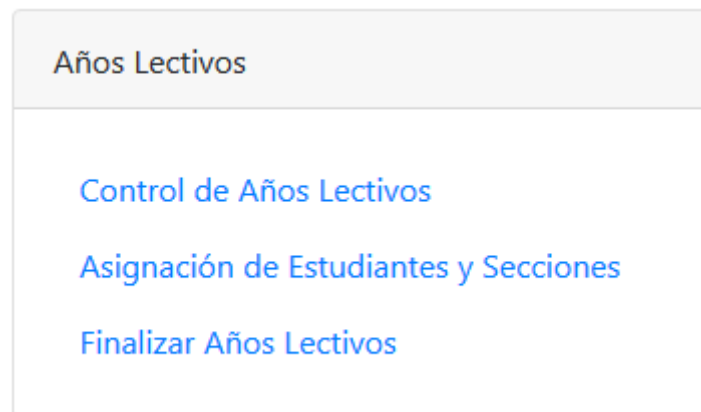 Años Lectivos
Control de Años Lectivos
Asignación de Estudiantes y Secciones
Finalizar Años Lectivos